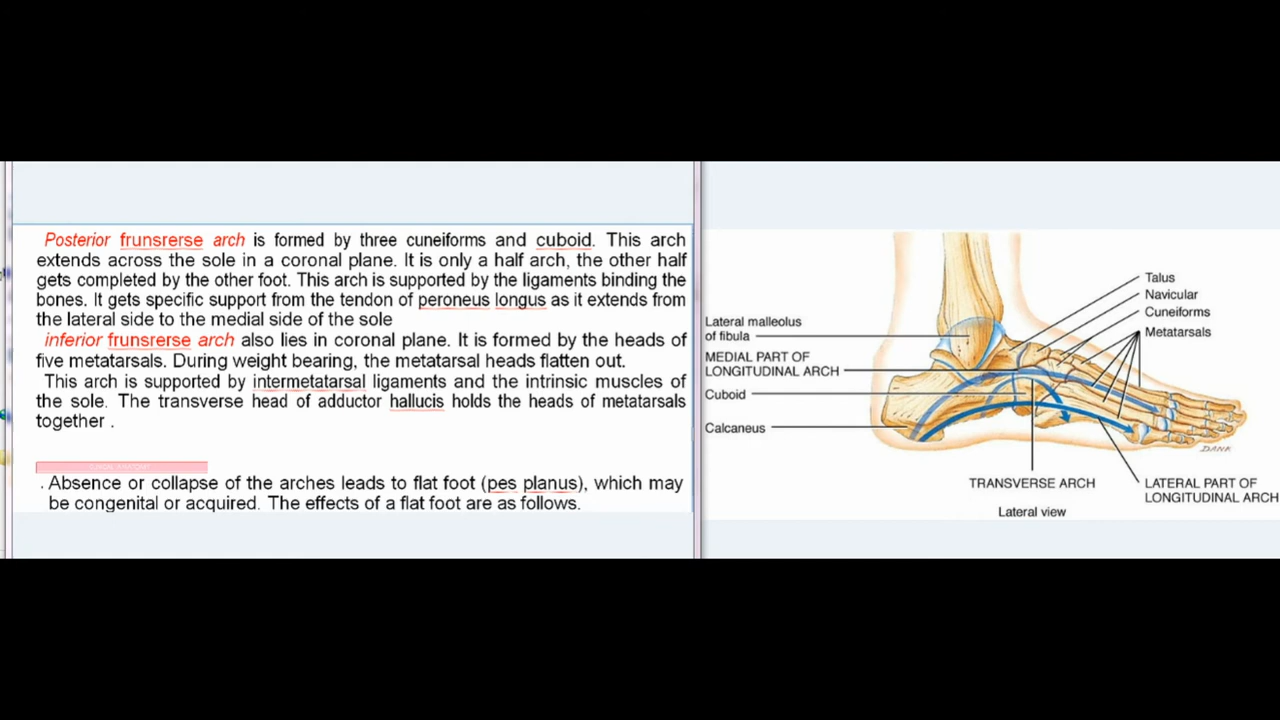 Posterior frunsrerse arch is formed by three cuneiforms and cuboid. This arch
extends across the sole in a coronal plane. It is only a half arch, the other half
gets completed by the other foot. This arch is supported by the ligaments binding the
bones. It gets specific support from the tendon of peroneus longus as it extends from
the lateral side to the medial side of the sole
inferior frunsrerse arch also lies in coronal plane. It is formed by the heads of
five metatarsals. During weight bearing, the metatarsal heads flatten out.
This arch is supported by intermetatarsal ligaments and the intrinsic muscles of
the sole. The transverse head of adductor hallucis holds the heads of metatarsals
together .
. Absence or collapse of the arches leads to flat foot (pes planus), which may
be congenital or acquired. The effects of a flat foot are as follows.
Talus
Navicular
Cuneiforms
Metatarsals
Lateral malleolus
of fibula
MEDIAL PART OF
LONGITUDINAL ARCH
Cuboid
Calcaneus
DANK
TRANSVERSE ARCH
LATERAL PART OF
LONGITUDINAL ARCH
Lateral view